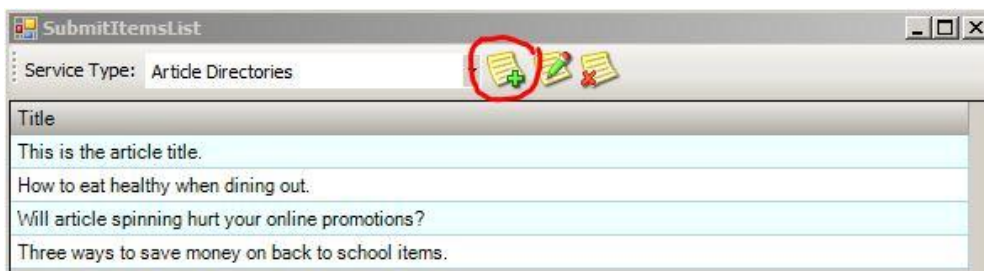 SubmitItemsList
Service Type: Article Directories
Title
This is the article title.
How to eat healthy when dining out.
Will article spinning hurt your online promotions?
Three ways to save money on back to school items.